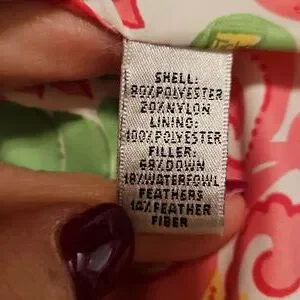 SHELL:
80%POLYESTER
20%NYLON
LINING:
100%POLYESTER
FILLER:
68%DOWN
18%WATERFOWL
FEATHERS
14%FEATHER
FIBER